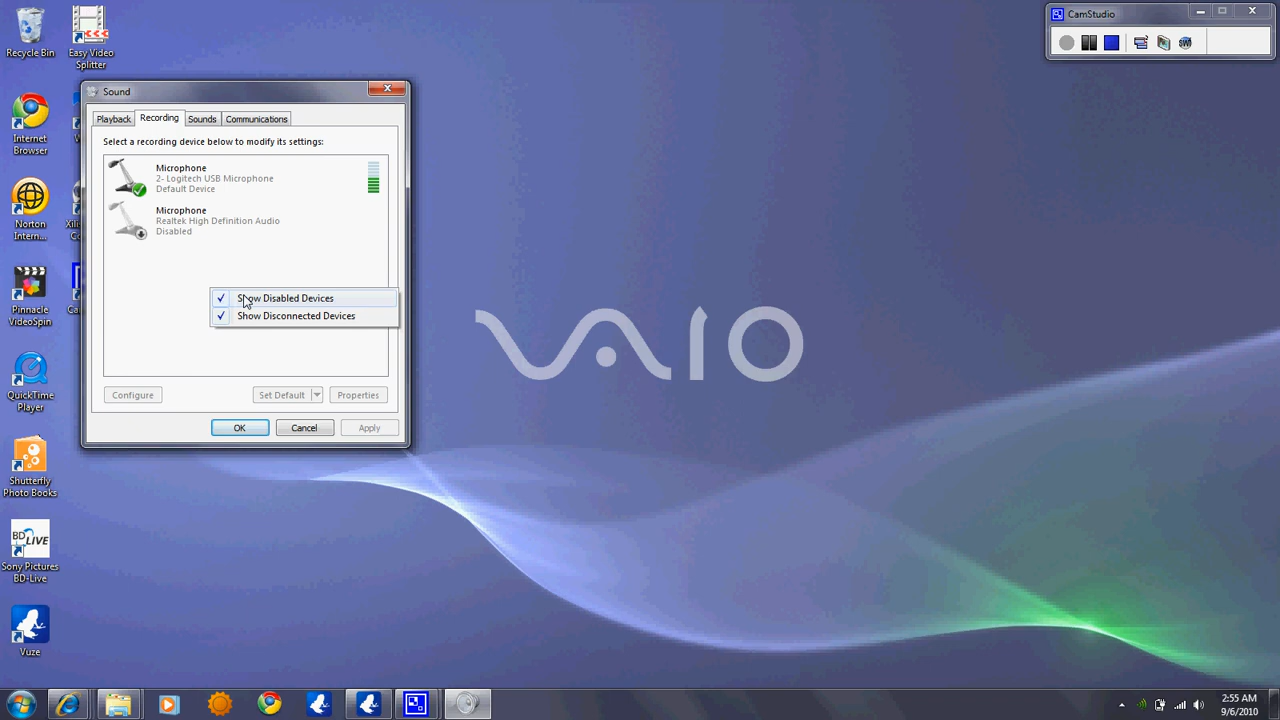 Recycle Bin
Easy Video
Splitter
CamStudio
Internet
Browser
Norton
Intern...
Pinnacle
VideoSpin
QuickTime
Player
Shutterfly
Photo Books
BD LIVE
Sony Pictures
BD-Live
Vuze
Sound
Playback
Recording
Sounds
Communications
Select a recording device below to modify its settings:
Microphone
2- Logitech USB Microphone
Default Device
Microphone
Realtek High Definition Audio
Disabled
Show Disabled Devices
Show Disconnected Devices
Configure
Set Default
Properties
OK
Cancel
Apply
VAIO
2:55 AM
9/6/2010